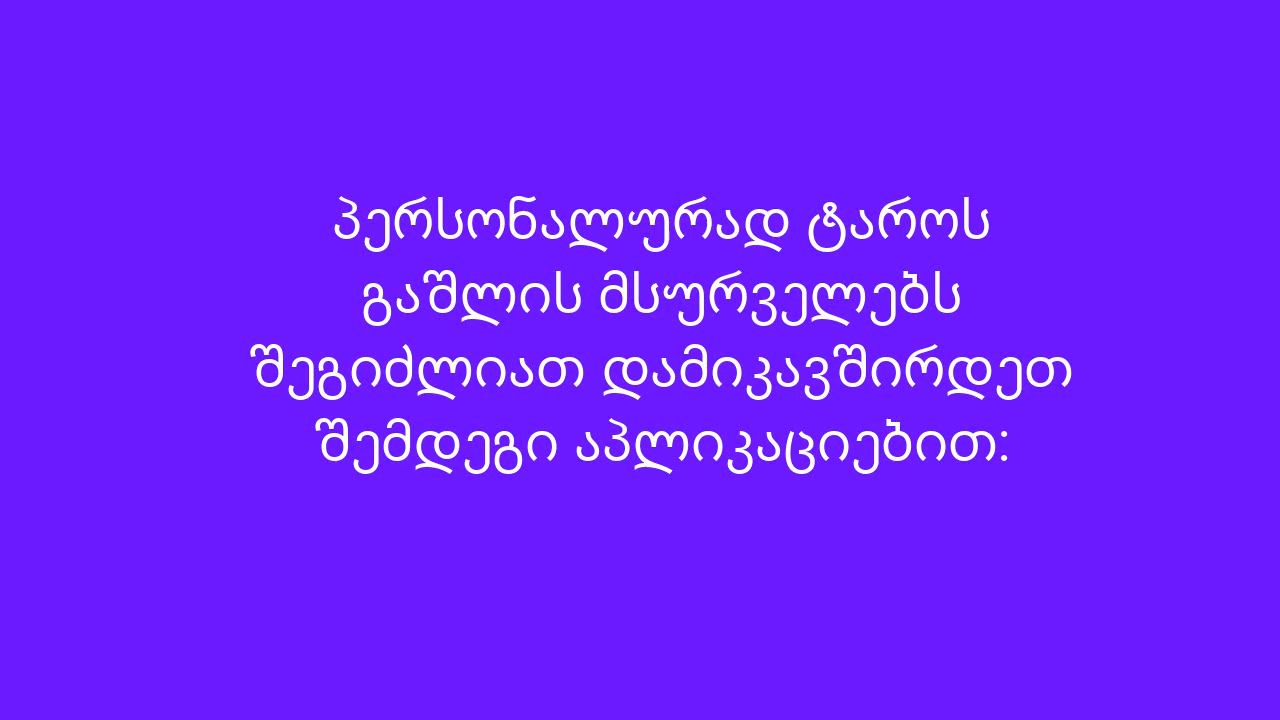 პერსონალურად ტაროს
გაშლის მსურველებს
შეგიძლიათ დამიკავშირდეთ
შემდეგი აპლიკაციებით: